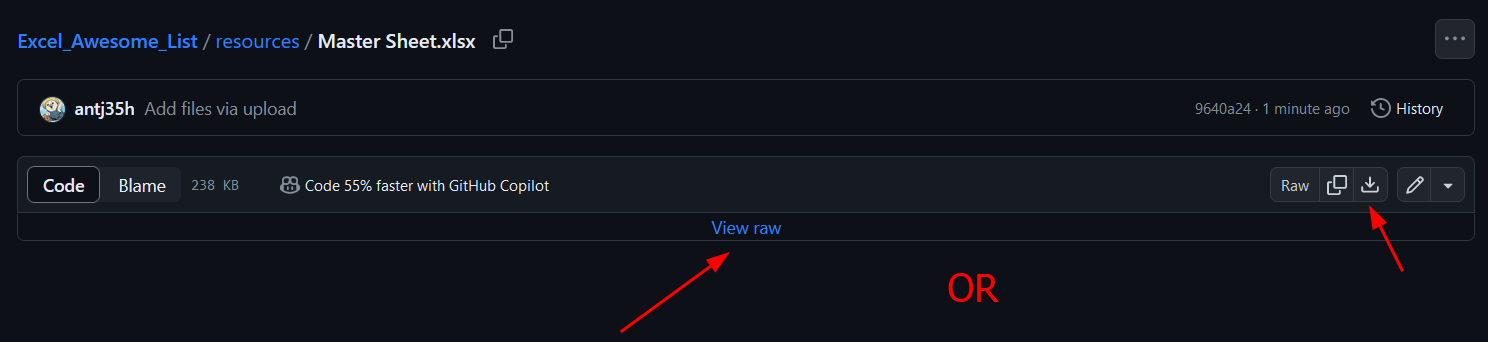 Excel_Awesome_List / resources / Master Sheet.xlsx
antj35h Add files via upload 9640a24 · 1 minute ago History
Code Blame 238 KB Code 55% faster with GitHub Copilot Raw
View raw
OR